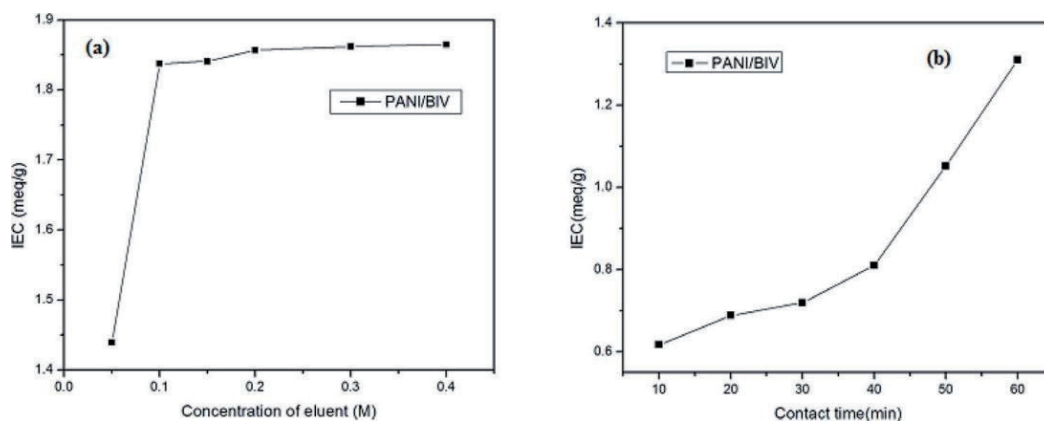 (a)
1.9
1.8
1.7
1.6
1.5
1.4
IEC (meq/g)
PANI/BIV
0.0 0.1 0.2 0.3 0.4
Concentration of eluent (M)
(b)
1.4
1.2
1.0
0.8
0.6
IEC(meq/g)
PANI/BIV
10 20 30 40 50 60
Contact time(min)